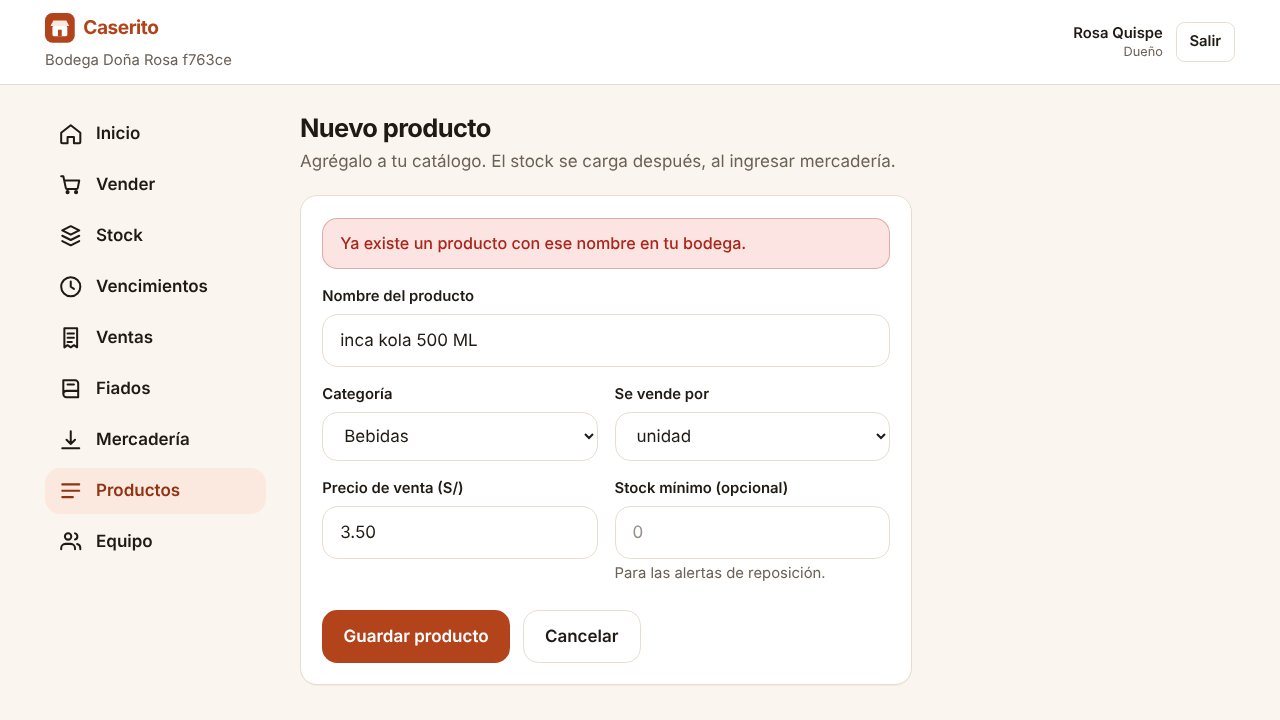 Caserito
Bodega Doña Rosa f763ce
Rosa Quispe
Dueño
Salir
Inicio
Vender
Stock
Vencimientos
Ventas
Fiados
Mercadería
Productos
Equipo
Nuevo producto
Agrégalo a tu catálogo. El stock se carga después, al ingresar mercadería.
Ya existe un producto con ese nombre en tu bodega.
Nombre del producto
inca kola 500 ML
Categoría
Se vende por
Bebidas
unidad
Precio de venta (S/)
Stock mínimo (opcional)
3.50
0
Para las alertas de reposición.
Guardar producto
Cancelar